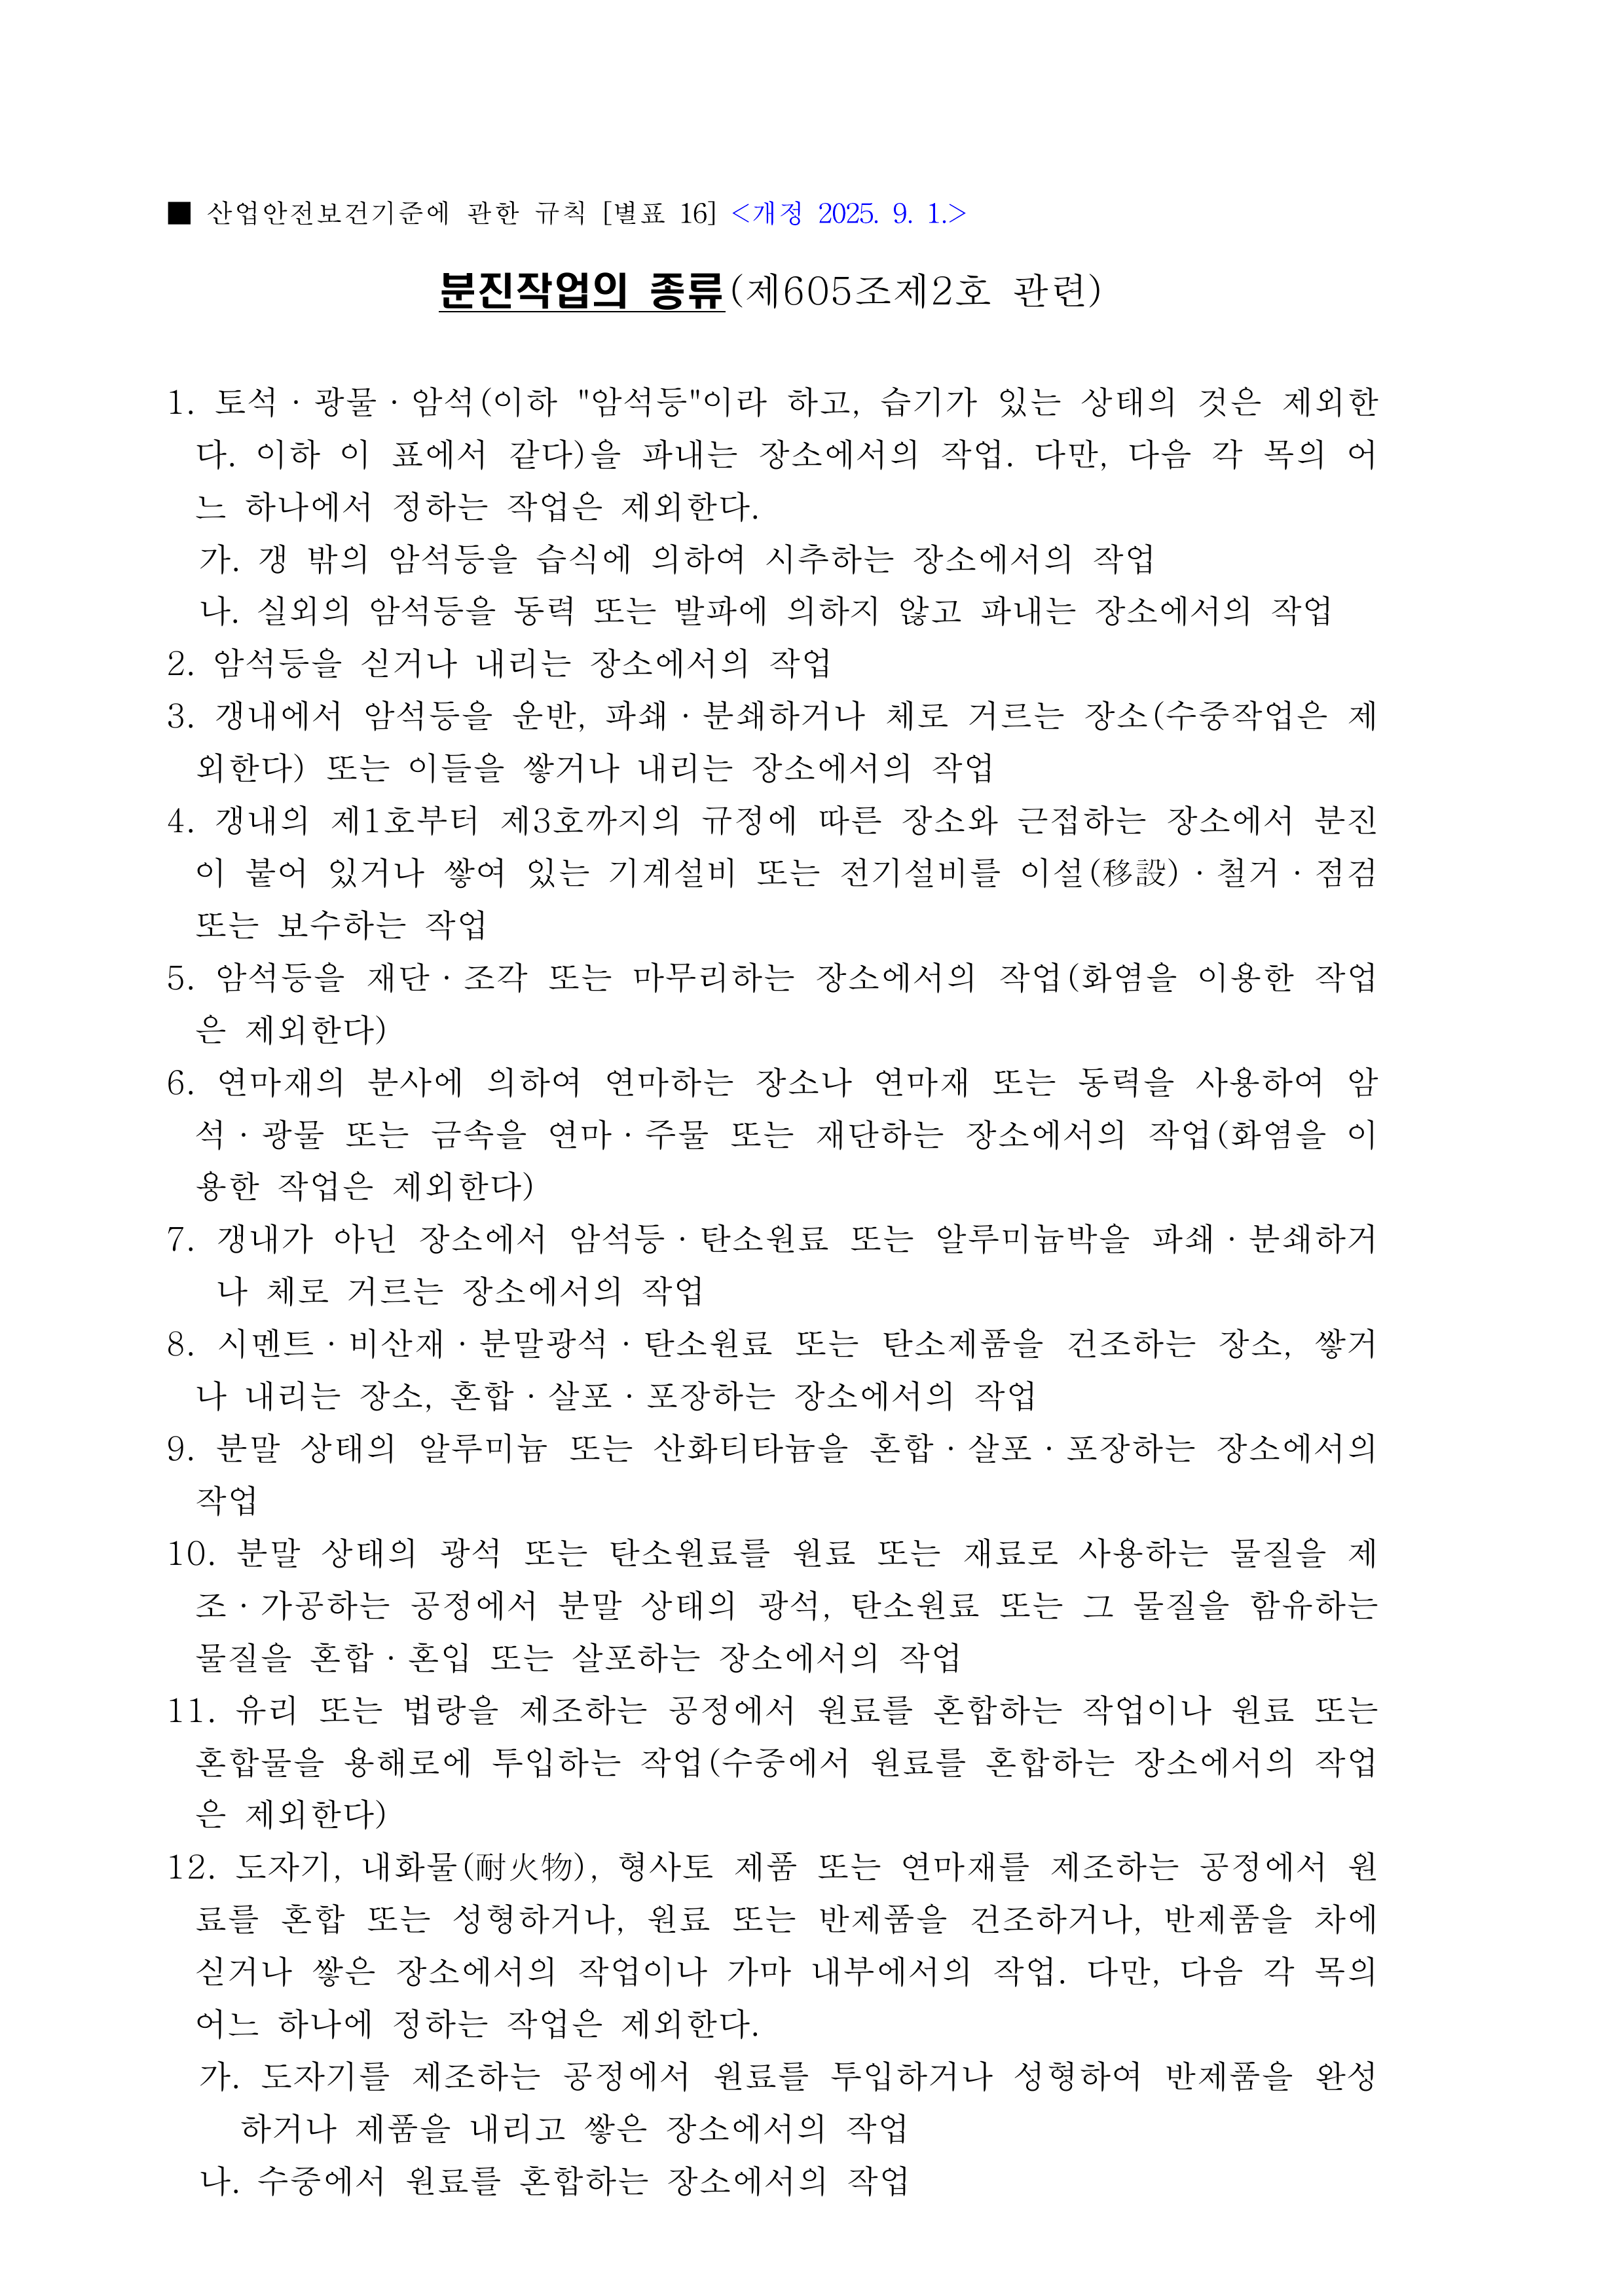 ■ 산업안전보건기준에 관한 규칙 [별표 16] <개정 2025. 9. 1.>
분진작업의 종류(제605조제2호 관련)
1. 토석ㆍ광물ㆍ암석(이하 "암석등"이라 하고, 습기가 있는 상태의 것은 제외한
다. 이하 이 표에서 같다)을 파내는 장소에서의 작업. 다만, 다음 각 목의 어
느 하나에서 정하는 작업은 제외한다.
가. 갱 밖의 암석등을 습식에 의하여 시추하는 장소에서의 작업
나. 실외의 암석등을 동력 또는 발파에 의하지 않고 파내는 장소에서의 작업
2. 암석등을 싣거나 내리는 장소에서의 작업
3. 갱내에서 암석등을 운반, 파쇄ㆍ분쇄하거나 체로 거르는 장소(수중작업은 제
외한다) 또는 이들을 쌓거나 내리는 장소에서의 작업
4. 갱내의 제1호부터 제3호까지의 규정에 따른 장소와 근접하는 장소에서 분진
이 붙어 있거나 쌓여 있는 기계설비 또는 전기설비를 이설(移設)ㆍ철거ㆍ점검
또는 보수하는 작업
5. 암석등을 재단ㆍ조각 또는 마무리하는 장소에서의 작업(화염을 이용한 작업
은 제외한다)
6. 연마재의 분사에 의하여 연마하는 장소나 연마재 또는 동력을 사용하여 암
석ㆍ광물 또는 금속을 연마ㆍ주물 또는 재단하는 장소에서의 작업(화염을 이
용한 작업은 제외한다)
7. 갱내가 아닌 장소에서 암석등ㆍ탄소원료 또는 알루미늄박을 파쇄ㆍ분쇄하거
나 체로 거르는 장소에서의 작업
8. 시멘트ㆍ비산재ㆍ분말광석ㆍ탄소원료 또는 탄소제품을 건조하는 장소, 쌓거
나 내리는 장소, 혼합ㆍ살포ㆍ포장하는 장소에서의 작업
9. 분말 상태의 알루미늄 또는 산화티타늄을 혼합ㆍ살포ㆍ포장하는 장소에서의
작업
10. 분말 상태의 광석 또는 탄소원료를 원료 또는 재료로 사용하는 물질을 제
조ㆍ가공하는 공정에서 분말 상태의 광석, 탄소원료 또는 그 물질을 함유하는
물질을 혼합ㆍ혼입 또는 살포하는 장소에서의 작업
11. 유리 또는 법랑을 제조하는 공정에서 원료를 혼합하는 작업이나 원료 또는
혼합물을 용해로에 투입하는 작업(수중에서 원료를 혼합하는 장소에서의 작업
은 제외한다)
12. 도자기, 내화물(耐火物), 형사토 제품 또는 연마재를 제조하는 공정에서 원
료를 혼합 또는 성형하거나, 원료 또는 반제품을 건조하거나, 반제품을 차에
싣거나 쌓은 장소에서의 작업이나 가마 내부에서의 작업. 다만, 다음 각 목의
어느 하나에 정하는 작업은 제외한다.
가. 도자기를 제조하는 공정에서 원료를 투입하거나 성형하여 반제품을 완성
하거나 제품을 내리고 쌓은 장소에서의 작업
나. 수중에서 원료를 혼합하는 장소에서의 작업